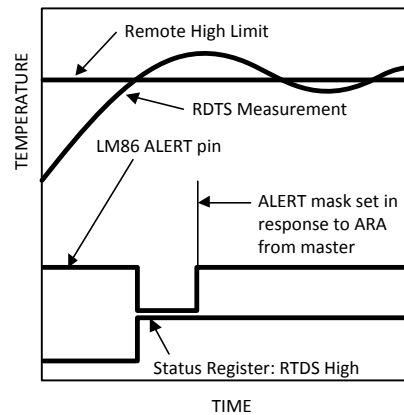 Remote High Limit
TEMPERATURE
RDTS Measurement
LM86 ALERT pin
ALERT mask set in
response to ARA
from master
Status Register: RTDS High
TIME